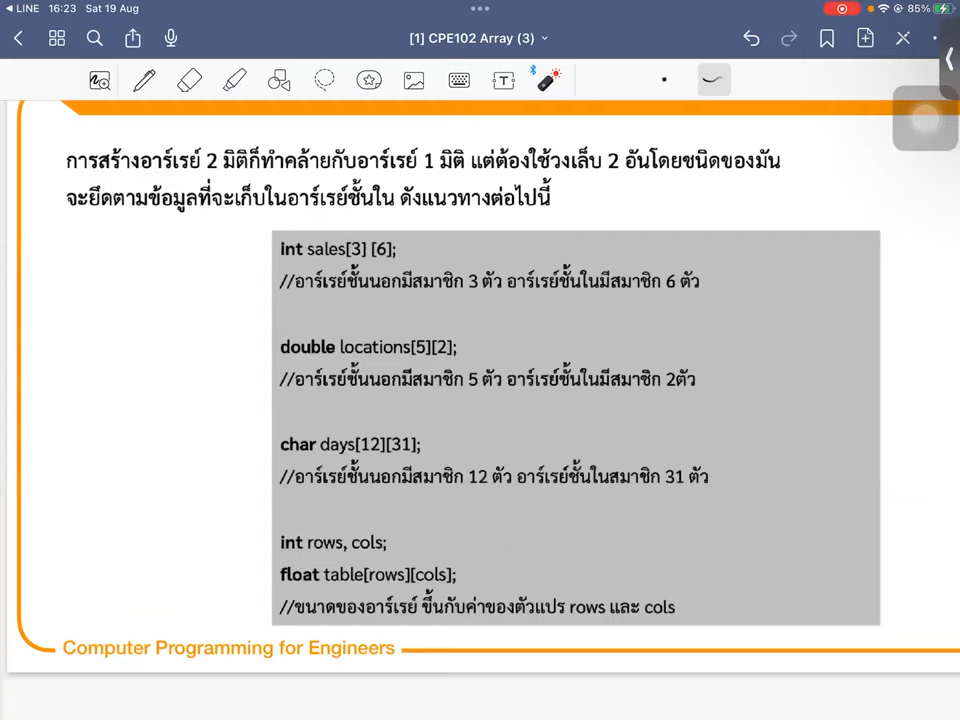 LINE 16:23 Sat 19 Aug 85%
[1] CPE102 Array (3)
การสร้างอาร์เรย์ 2 มิติก็ทำคล้ายกับอาร์เรย์ 1 มิติ แต่ต้องใช้วงเล็บ 2 อันโดยชนิดของมัน
จะยึดตามข้อมูลที่จะเก็บในอาร์เรย์ชั้นใน ดังแนวทางต่อไปนี้
int sales[3] [6];
//อาร์เรย์ชั้นนอกมีสมาชิก 3 ตัว อาร์เรย์ชั้นในมีสมาชิก 6 ตัว
double locations[5][2];
//อาร์เรย์ชั้นนอกมีสมาชิก 5 ตัว อาร์เรย์ชั้นในมีสมาชิก 2ตัว
char days[12][31];
//อาร์เรย์ชั้นนอกมีสมาชิก 12 ตัว อาร์เรย์ชั้นในสมาชิก 31 ตัว
int rows, cols;
float table[rows][cols];
//ขนาดของอาร์เรย์ ขึ้นกับค่าของตัวแปร rows และ cols
Computer Programming for Engineers